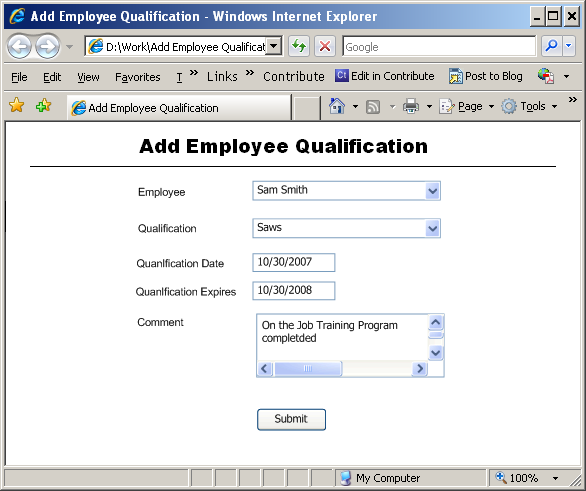 Add Employee Qualification - Windows Internet Explorer
D:\Work\Add Employee Qualificat
Google
File Edit View Favorites T » Links » Contribute Ct Edit in Contribute Post to Blog »
Add Employee Qualification Page Tools »
Add Employee Qualification
Employee Sam Smith
Qualification Saws
Quanlfication Date 10/30/2007
Quanlfication Expires 10/30/2008
Comment On the Job Training Program
completded
Submit
My Computer 100%